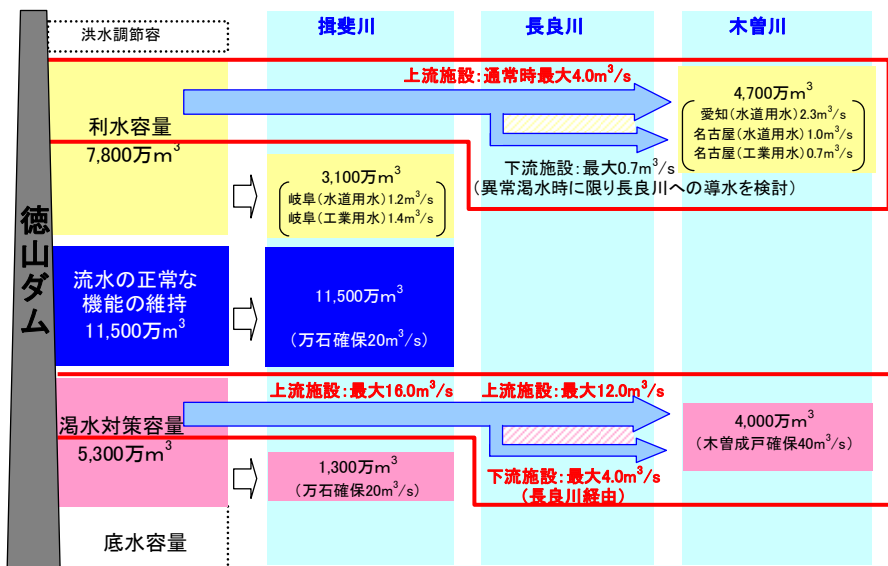 洪水調節容
揖斐川
長良川
木曽川
徳山ダム
上流施設：通常時最大4.0m³/s
利水容量
7,800万m³
4,700万m³
愛知（水道用水）2.3m³/s
名古屋（水道用水）1.0m³/s
名古屋（工業用水）0.7m³/s
下流施設：最大0.7m³/s
（異常渇水時に限り長良川への導水を検討）
3,100万m³
岐阜（水道用水）1.2m³/s
岐阜（工業用水）1.4m³/s
流水の正常な
機能の維持
11,500万m³
11,500万m³
（万石確保20m³/s）
上流施設：最大16.0m³/s
上流施設：最大12.0m³/s
渇水対策容量
5,300万m³
4,000万m³
（木曽成戸確保40m³/s）
1,300万m³
（万石確保20m³/s）
下流施設：最大4.0m³/s
（長良川経由）
底水容量